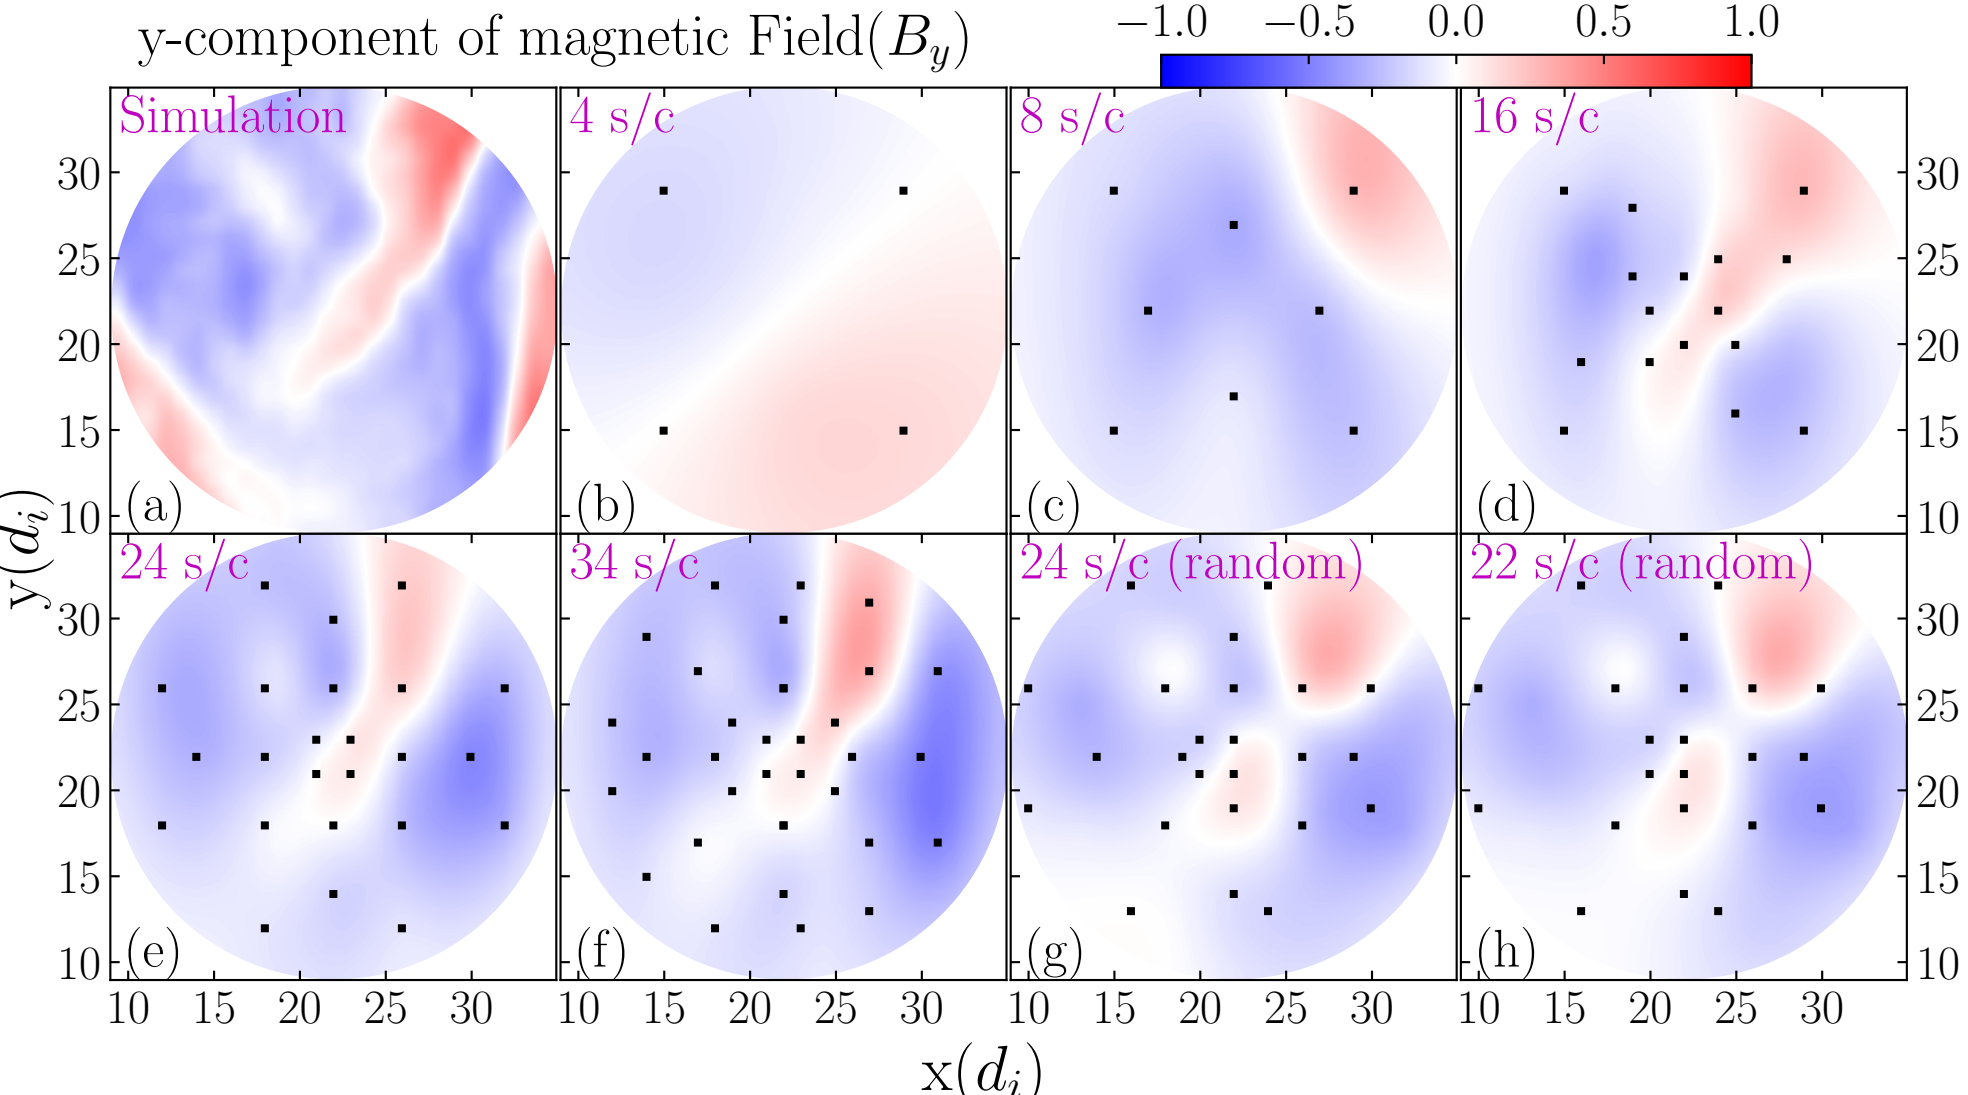 y-component of magnetic Field(B_y)
−1.0 −0.5 0.0 0.5 1.0
Simulation
4 s/c
8 s/c
16 s/c
30 30
25 25
20 20
15 15
10 10
(a)
(b)
(c)
(d)
y(d_i)
24 s/c
34 s/c
24 s/c (random)
22 s/c (random)
30 30
25 25
20 20
15 15
10 10
(e)
(f)
(g)
(h)
10 15 20 25 30 10 15 20 25 30 10 15 20 25 30 10 15 20 25 30
x(d_i)